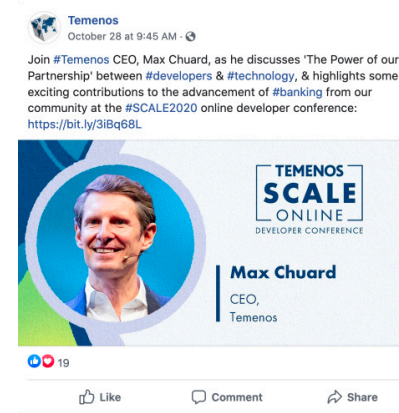 Temenos
October 28 at 9:45 AM ·
Join #Temenos CEO, Max Chuard, as he discusses 'The Power of our
Partnership' between #developers & #technology, & highlights some
exciting contributions to the advancement of #banking from our
community at the #SCALE2020 online developer conference:
https://bit.ly/3iBq68L
TEMENOS
SCALE
ONLINE
DEVELOPER CONFERENCE
Max Chuard
CEO,
Temenos
19
Like
Comment
Share